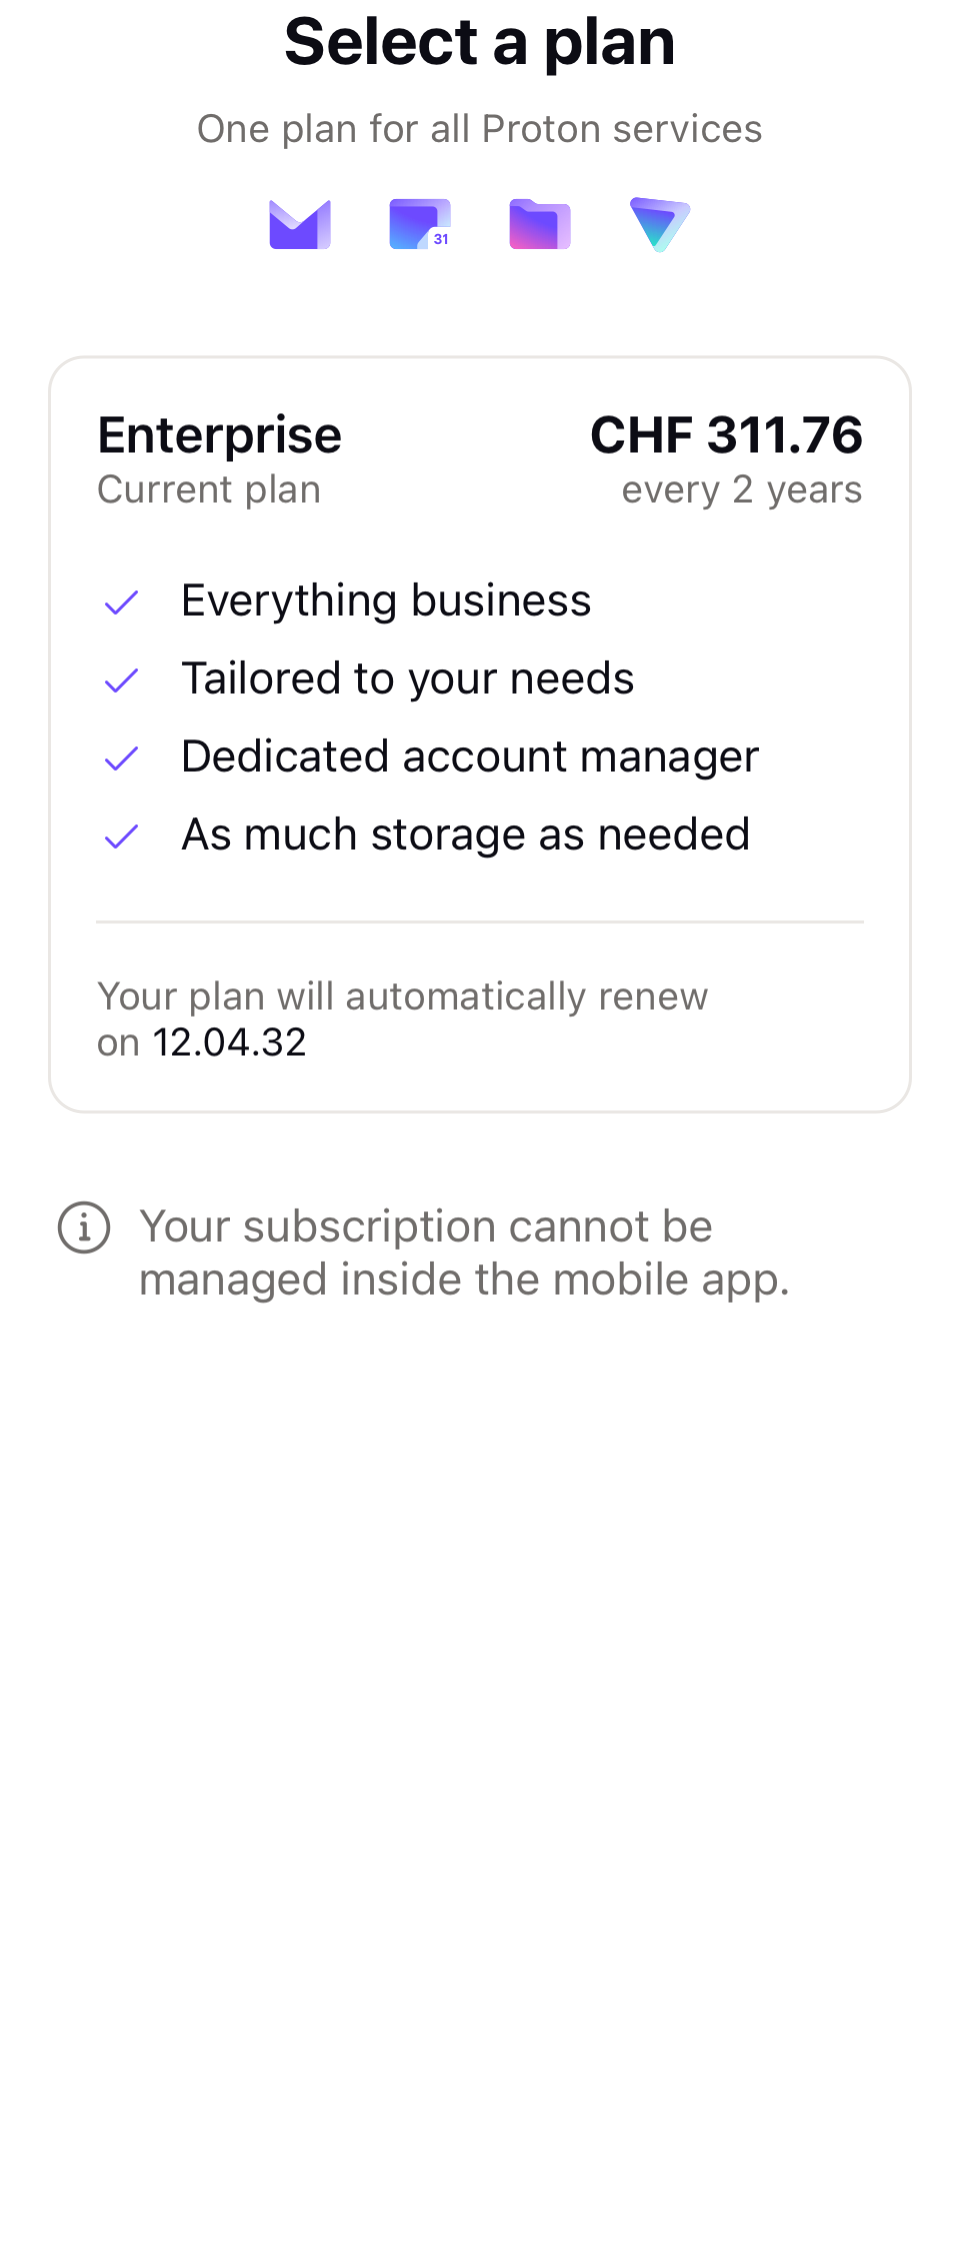 Select a plan
One plan for all Proton services
31
Enterprise
CHF 311.76
Current plan
every 2 years
Everything business
Tailored to your needs
Dedicated account manager
As much storage as needed
Your plan will automatically renew
on 12.04.32
Your subscription cannot be
managed inside the mobile app.